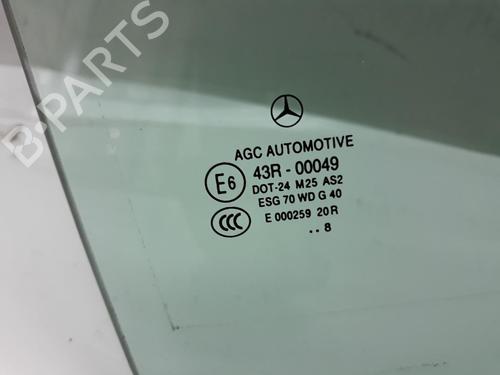 B-PARTS
AGC AUTOMOTIVE
E6 43R - 00049
DOT-24 M25 AS2
ESG 70 WD G 40
CCC E 000259 20R
.. 8